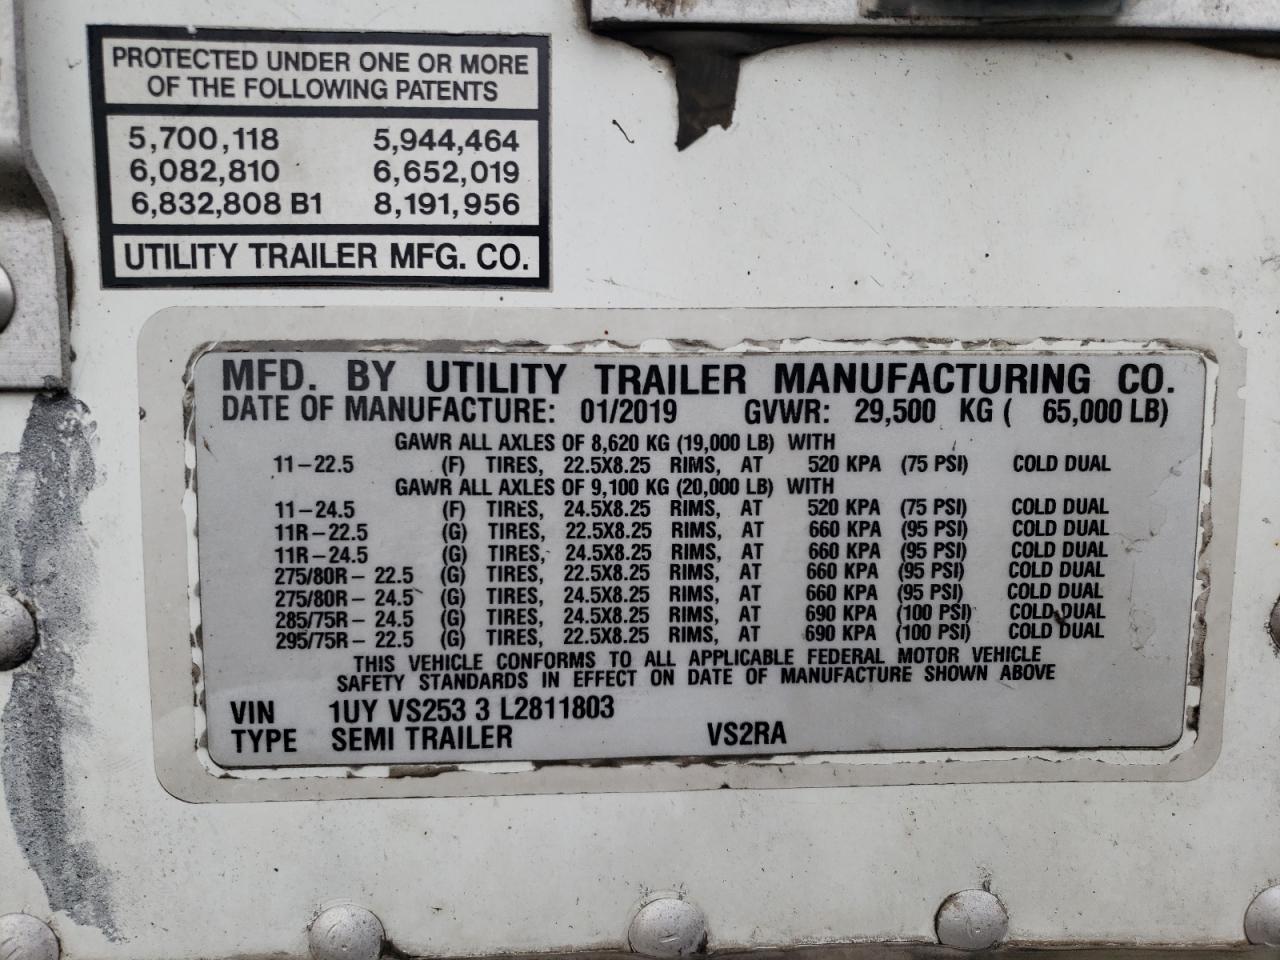 PROTECTED UNDER ONE OR MORE
OF THE FOLLOWING PATENTS
5,700,118 5,944,464
6,082,810 6,652,019
6,832,808 B1 8,191,956
UTILITY TRAILER MFG. CO.
MFD. BY UTILITY TRAILER MANUFACTURING CO.
DATE OF MANUFACTURE: 01/2019 GVWR: 29,500 KG ( 65,000 LB)
GAWR ALL AXLES OF 8,620 KG (19,000 LB) WITH
11-22.5 (F) TIRES, 22.5X8.25 RIMS, AT 520 KPA (75 PSI) COLD DUAL
GAWR ALL AXLES OF 9,100 KG (20,000 LB) WITH
11-24.5 (F) TIRES, 24.5X8.25 RIMS, AT 520 KPA (75 PSI) COLD DUAL
11R-22.5 (G) TIRES, 22.5X8.25 RIMS, AT 660 KPA (95 PSI) COLD DUAL
11R-24.5 (G) TIRES, 24.5X8.25 RIMS, AT 660 KPA (95 PSI) COLD DUAL
275/80R- 22.5 (G) TIRES, 22.5X8.25 RIMS, AT 660 KPA (95 PSI) COLD DUAL
275/80R- 24.5 (G) TIRES, 24.5X8.25 RIMS, AT 660 KPA (95 PSI) COLD DUAL
285/75R- 24.5 (G) TIRES, 24.5X8.25 RIMS, AT 690 KPA (100 PSI) COLD DUAL
295/75R- 22.5 (G) TIRES, 22.5X8.25 RIMS, AT 690 KPA (100 PSI) COLD DUAL
THIS VEHICLE CONFORMS TO ALL APPLICABLE FEDERAL MOTOR VEHICLE
SAFETY STANDARDS IN EFFECT ON DATE OF MANUFACTURE SHOWN ABOVE
VIN 1UY VS253 3 L2811803
TYPE SEMI TRAILER VS2RA